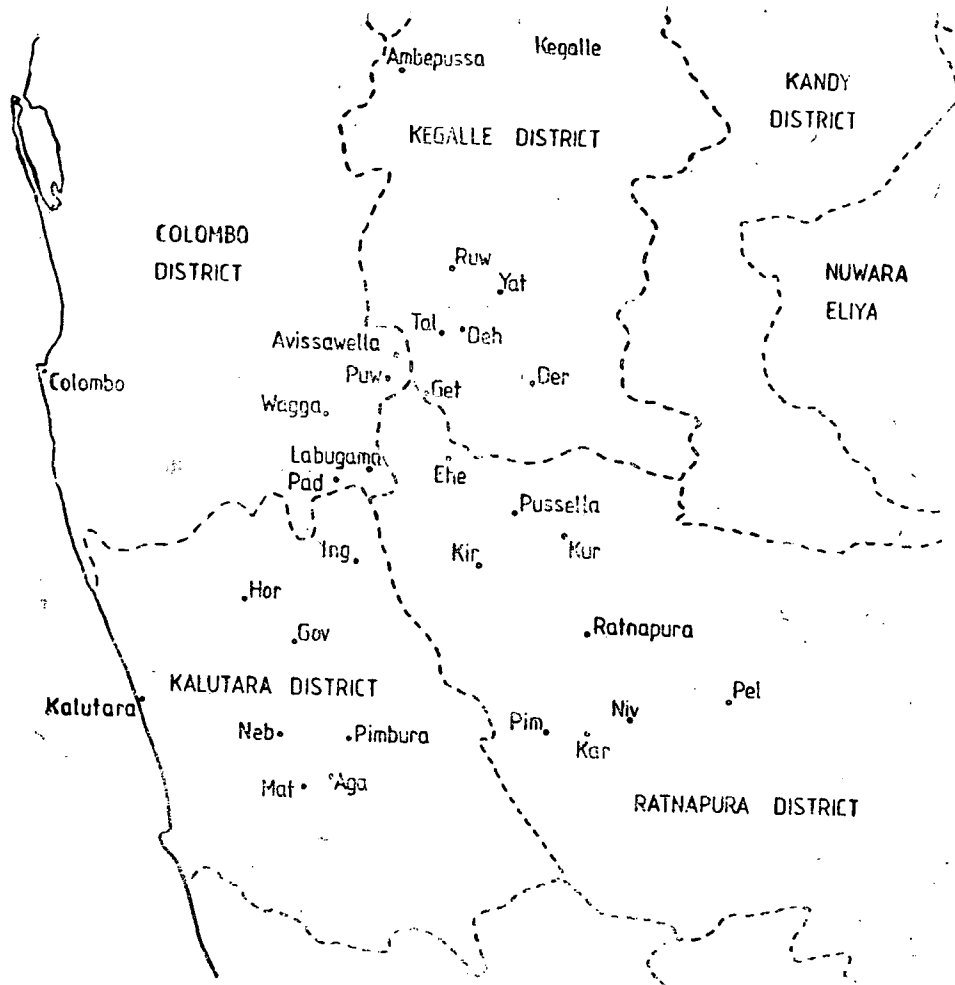 Ambepussa
Kegalle
KANDY
DISTRICT
KEGALLE DISTRICT
COLOMBO
DISTRICT
Ruw
Yat
NUWARA
ELIYA
Tal
Deh
Avissawella
Colombo
Puw
Get
Der
Wagga
Labugama
Pad
Ehe
Pussella
Ing
Kir
Kur
Hor
Gov
Ratnapura
KALUTARA DISTRICT
Kalutara
Pel
Niv
Pim
Kar
Neb
Pimbura
Mat
Aga
RATNAPURA DISTRICT